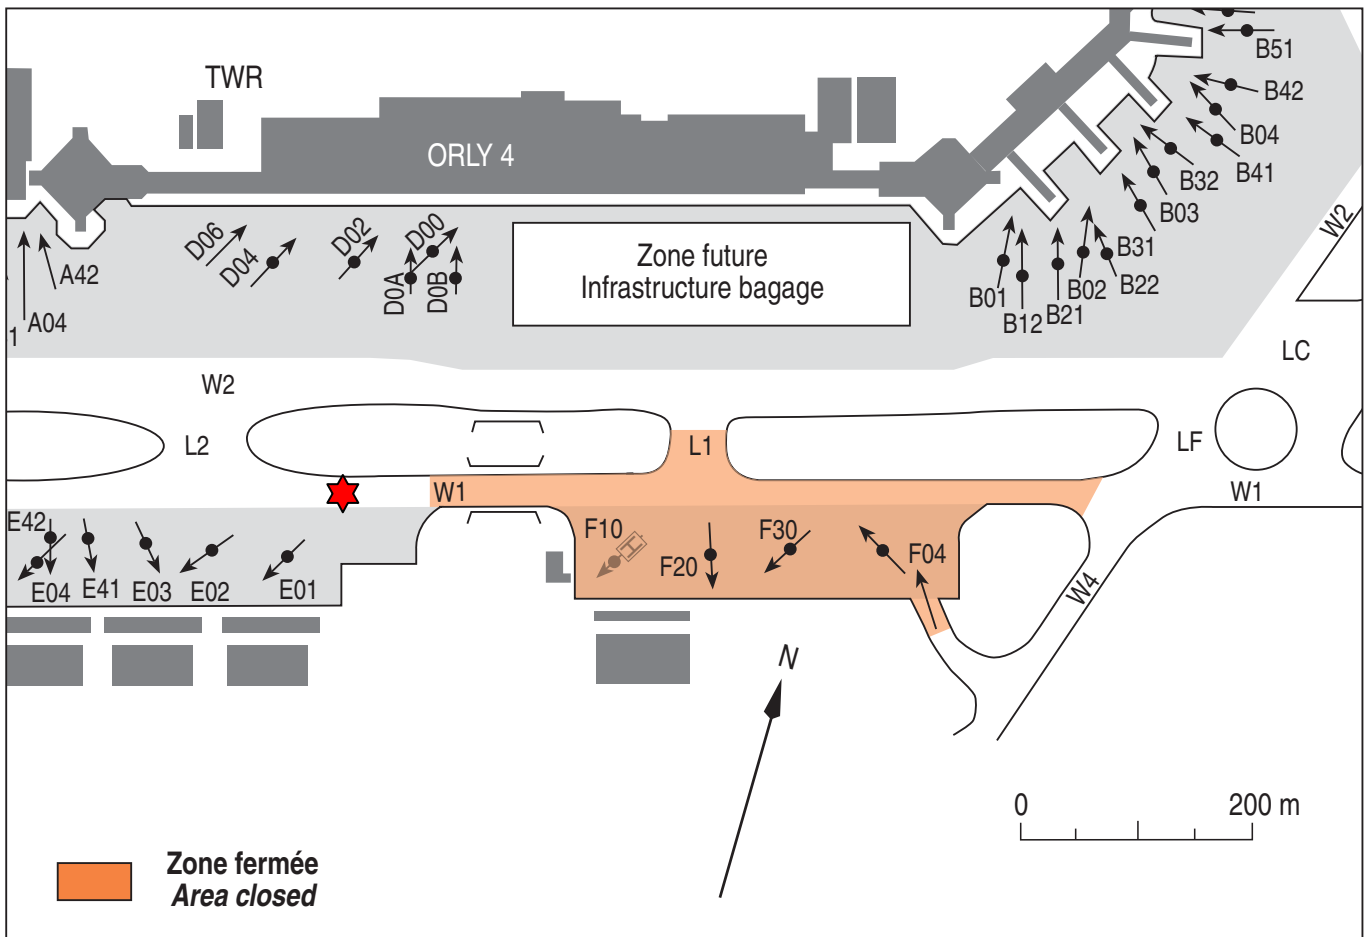 TWR
ORLY 4
B51
B42
B04
B41
B32
B03
B31
B22
B02
B21
B12
B01
W2
D06
D04
D02
D00
D0A
D0B
Zone future
Infrastructure bagage
A42
A04
1
LC
W2
L2
L1
LF
W1
W1
E42
E04
E41
E03
E02
E01
F10
F20
F30
F04
W4
N
0
200 m
Zone fermée
Area closed